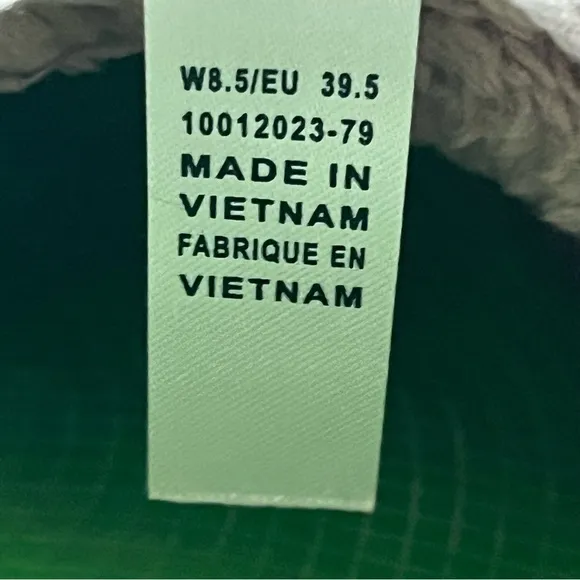 W8.5/EU 39.5
10012023-79
MADE IN
VIETNAM
FABRIQUE EN
VIETNAM